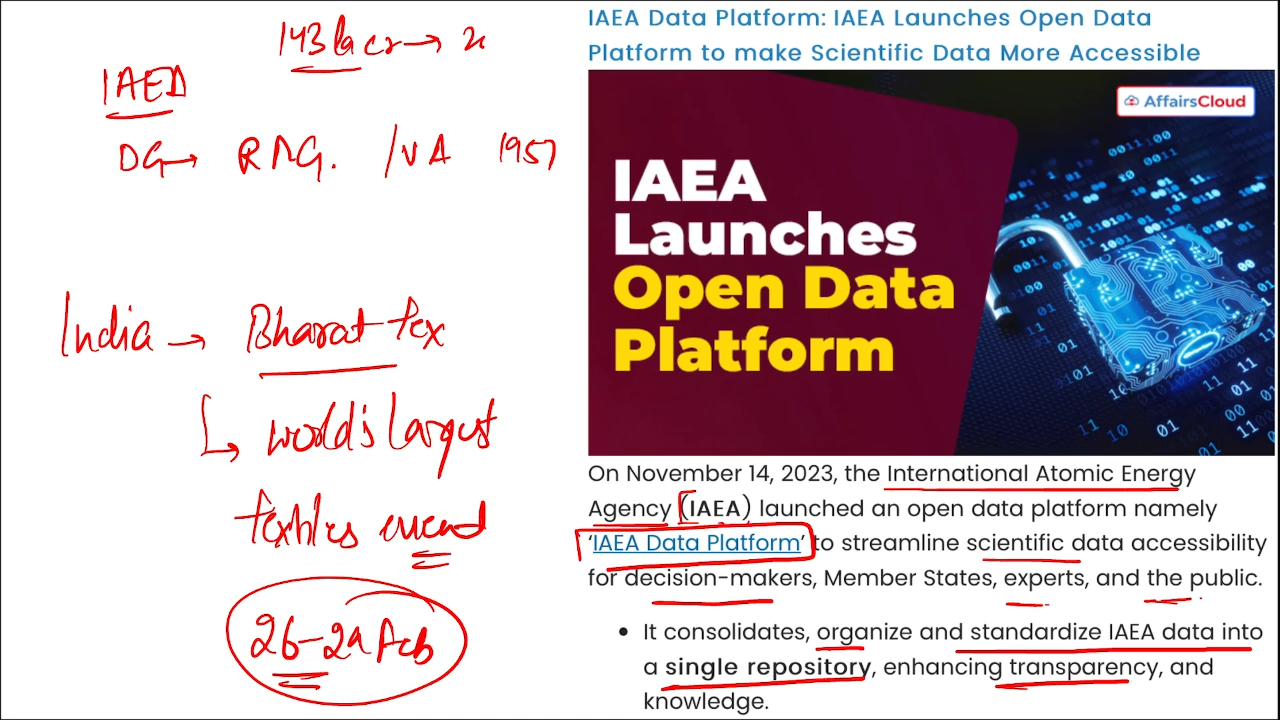 143 lacr → x
IAEA
DG → RMG. / VA 1957
India → Bharat tex
↳ world's largest
textiles evend
26-29 Feb
IAEA Data Platform: IAEA Launches Open Data
Platform to make Scientific Data More Accessible
AffairsCloud
IAEA
Launches
Open Data
Platform
On November 14, 2023, the International Atomic Energy
Agency (IAEA) launched an open data platform namely
‘IAEA Data Platform’ to streamline scientific data accessibility
for decision-makers, Member States, experts, and the public.
• It consolidates, organize and standardize IAEA data into
a single repository, enhancing transparency, and
knowledge.